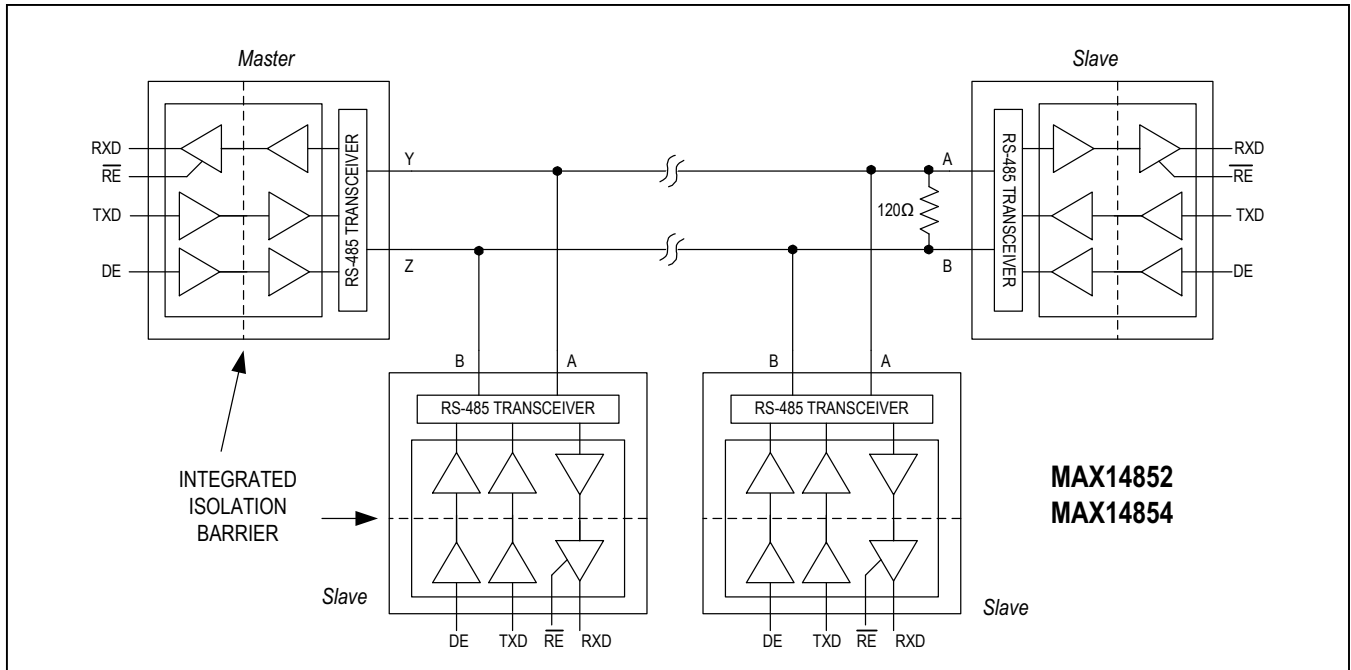 Master
Slave
RXD
RE
TXD
DE
RS-485 TRANSCEIVER
Y
Z
A
120Ω
B
RS-485 TRANSCEIVER
RXD
RE
TXD
DE
B
A
B
A
RS-485 TRANSCEIVER
RS-485 TRANSCEIVER
INTEGRATED
ISOLATION
BARRIER
MAX14852
MAX14854
Slave
Slave
DE TXD RE RXD
DE TXD RE RXD